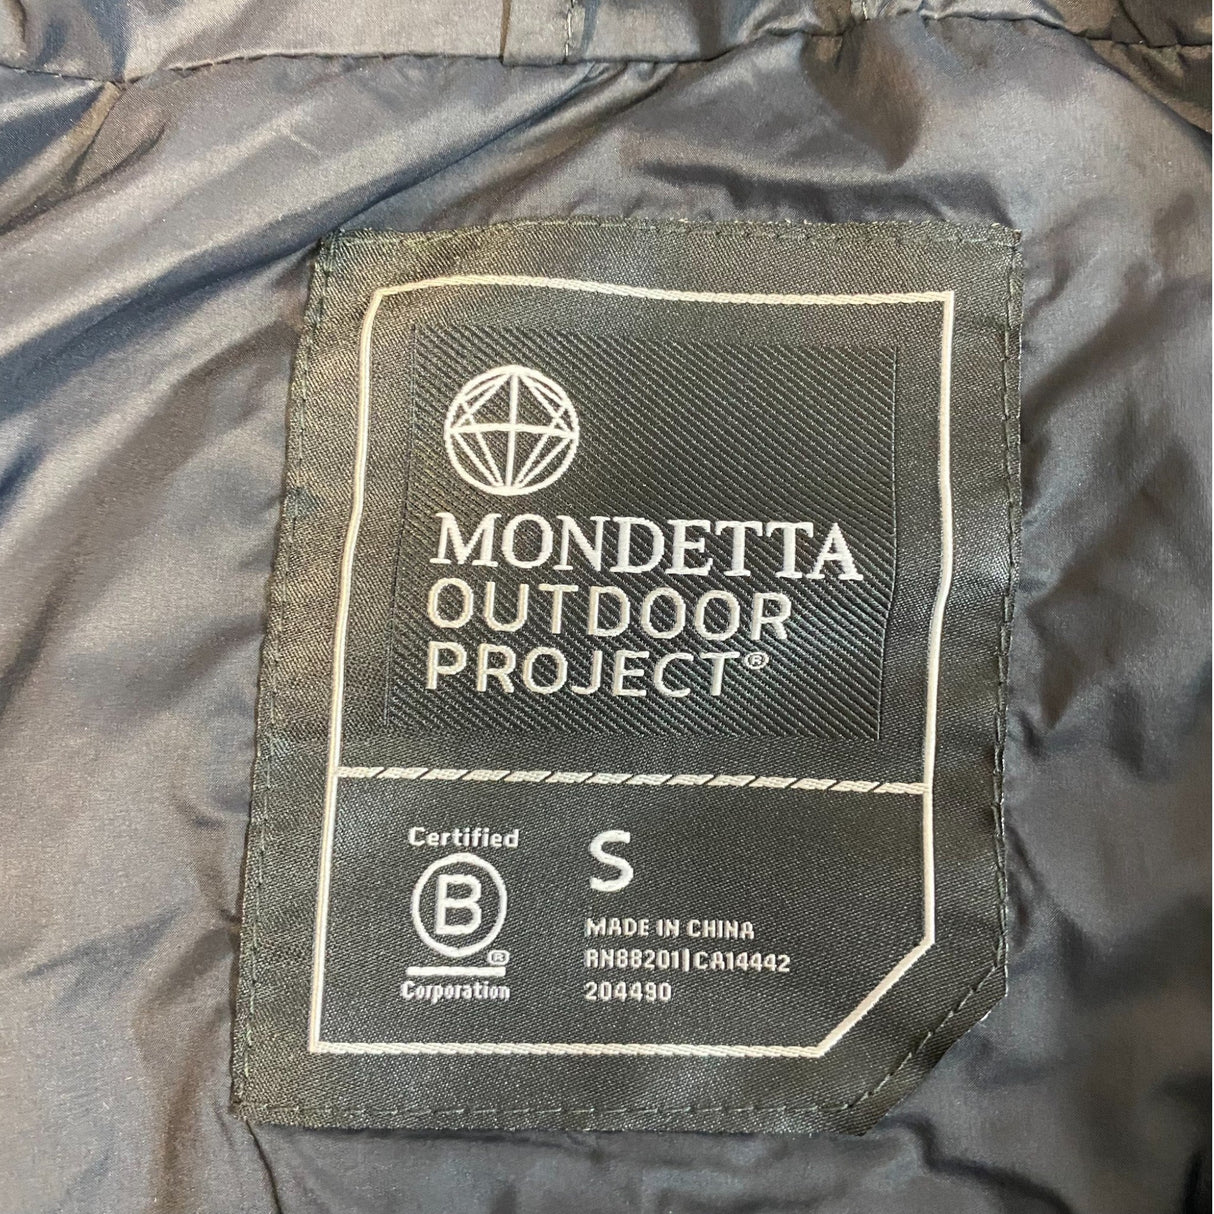 MONDETTA
OUTDOOR
PROJECT®
Certified
B®
Corporation
S
MADE IN CHINA
RN88201|CA14442
204490